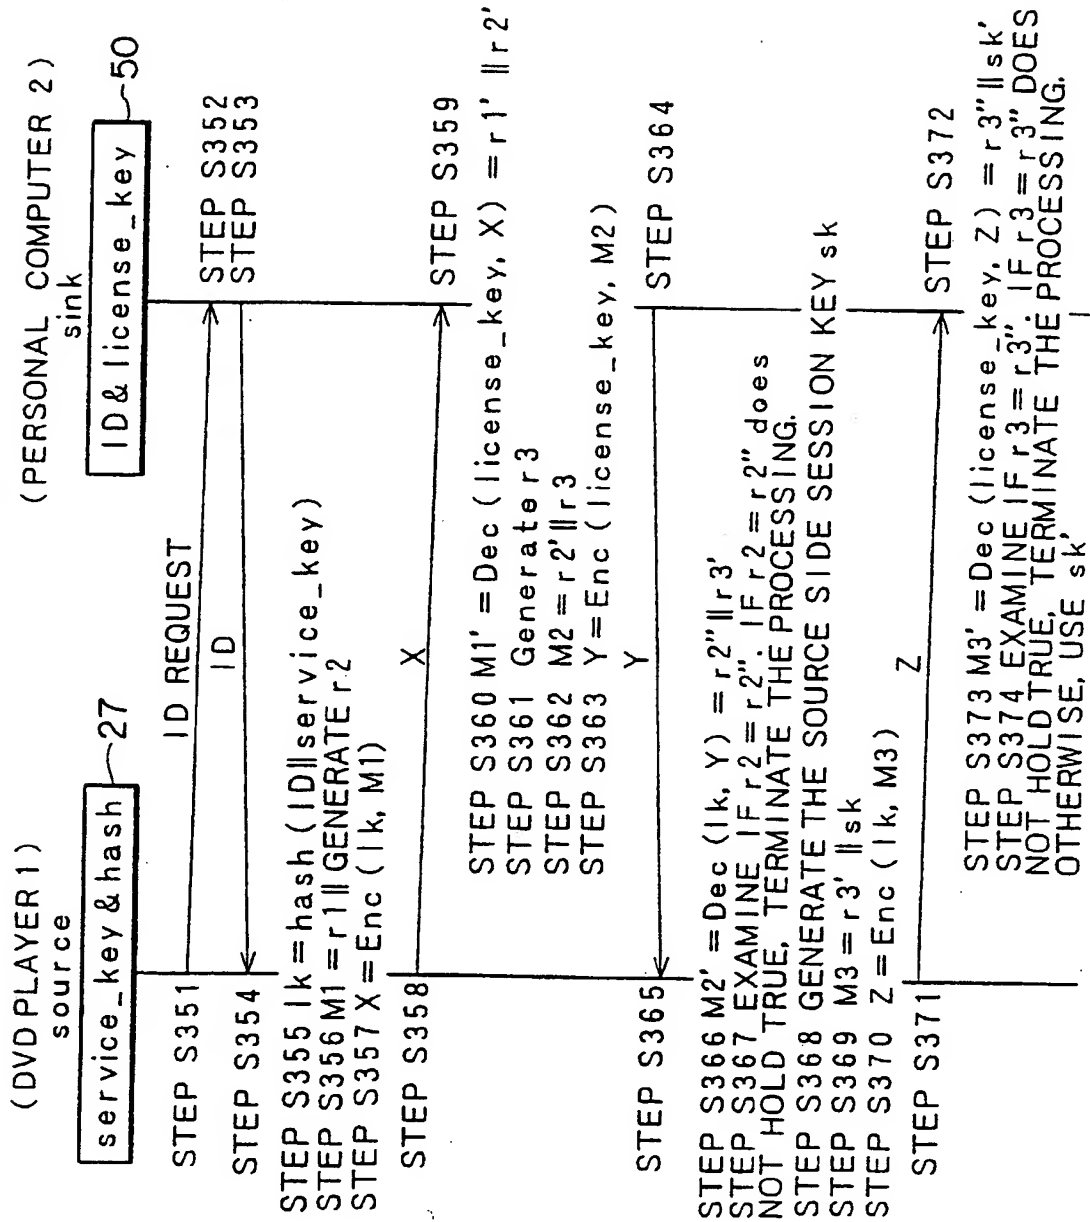 (DVD PLAYER 1)
source
service_key & hash
27
(PERSONAL COMPUTER 2)
sink
ID & license_key
50
STEP S351
ID REQUEST
STEP S352
STEP S353
ID
STEP S354
STEP S355 lk = hash (ID || service_key)
STEP S356 M1 = r1 || GENERATE r2
STEP S357 X = Enc (lk, M1)
STEP S358
X
STEP S359
STEP S360 M1' = Dec (license_key, X) = r1' || r2'
STEP S361 Generate r3
STEP S362 M2 = r2' || r3
STEP S363 Y = Enc (license_key, M2)
STEP S364
Y
STEP S365
STEP S366 M2' = Dec (lk, Y) = r2" || r3'
STEP S367 EXAMINE IF r2 = r2". IF r2 = r2" does
NOT HOLD TRUE, TERMINATE THE PROCESSING.
STEP S368 GENERATE THE SOURCE SIDE SESSION KEY sk
STEP S369 M3 = r3' || sk
STEP S370 Z = Enc (lk, M3)
STEP S371
Z
STEP S372
STEP S373 M3' = Dec (license_key, Z) = r3" || sk'
STEP S374 EXAMINE IF r3 = r3". IF r3 = r3" DOES
NOT HOLD TRUE, TERMINATE THE PROCESSING.
OTHERWISE, USE sk'